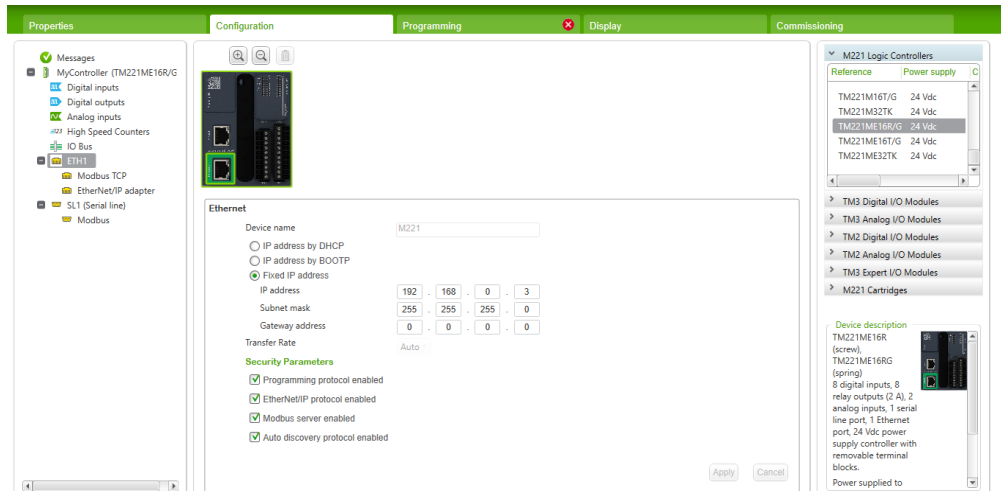 Properties
Configuration
Programming
Display
Commissioning
Messages
MyController (TM221ME16R/G
Digital inputs
Digital outputs
Analog inputs
High Speed Counters
IO Bus
ETH1
Modbus TCP
EtherNet/IP adapter
SL1 (Serial line)
Modbus
Ethernet
Device name M221
IP address by DHCP
IP address by BOOTP
Fixed IP address
IP address 192 . 168 . 0 . 3
Subnet mask 255 . 255 . 255 . 0
Gateway address 0 . 0 . 0 . 0
Transfer Rate Auto
Security Parameters
Programming protocol enabled
EtherNet/IP protocol enabled
Modbus server enabled
Auto discovery protocol enabled
Apply Cancel
M221 Logic Controllers
Reference Power supply C
TM221M16T/G 24 Vdc
TM221M32TK 24 Vdc
TM221ME16R/G 24 Vdc
TM221ME16T/G 24 Vdc
TM221ME32TK 24 Vdc
TM3 Digital I/O Modules
TM3 Analog I/O Modules
TM2 Digital I/O Modules
TM2 Analog I/O Modules
TM3 Expert I/O Modules
M221 Cartridges
Device description
TM221ME16R
(screw),
TM221ME16RG
(spring)
8 digital inputs, 8
relay outputs (2 A), 2
analog inputs, 1 serial
line port, 1 Ethernet
port, 24 Vdc power
supply controller with
removable terminal
blocks.
Power supplied to